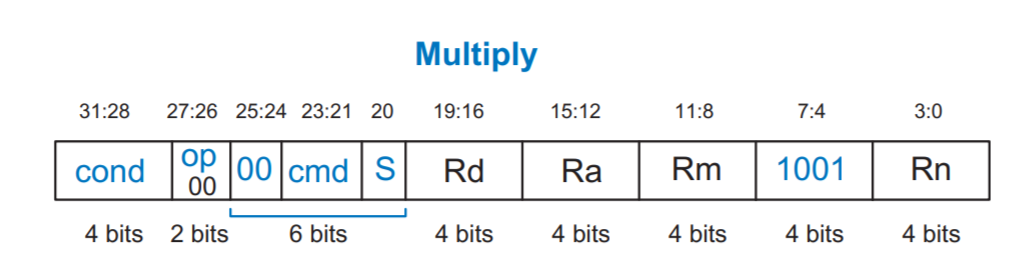 Multiply
31:28 27:26 25:24 23:21 20 19:16 15:12 11:8 7:4 3:0
cond op 00 00 cmd S Rd Ra Rm 1001 Rn
4 bits 2 bits 6 bits 4 bits 4 bits 4 bits 4 bits 4 bits